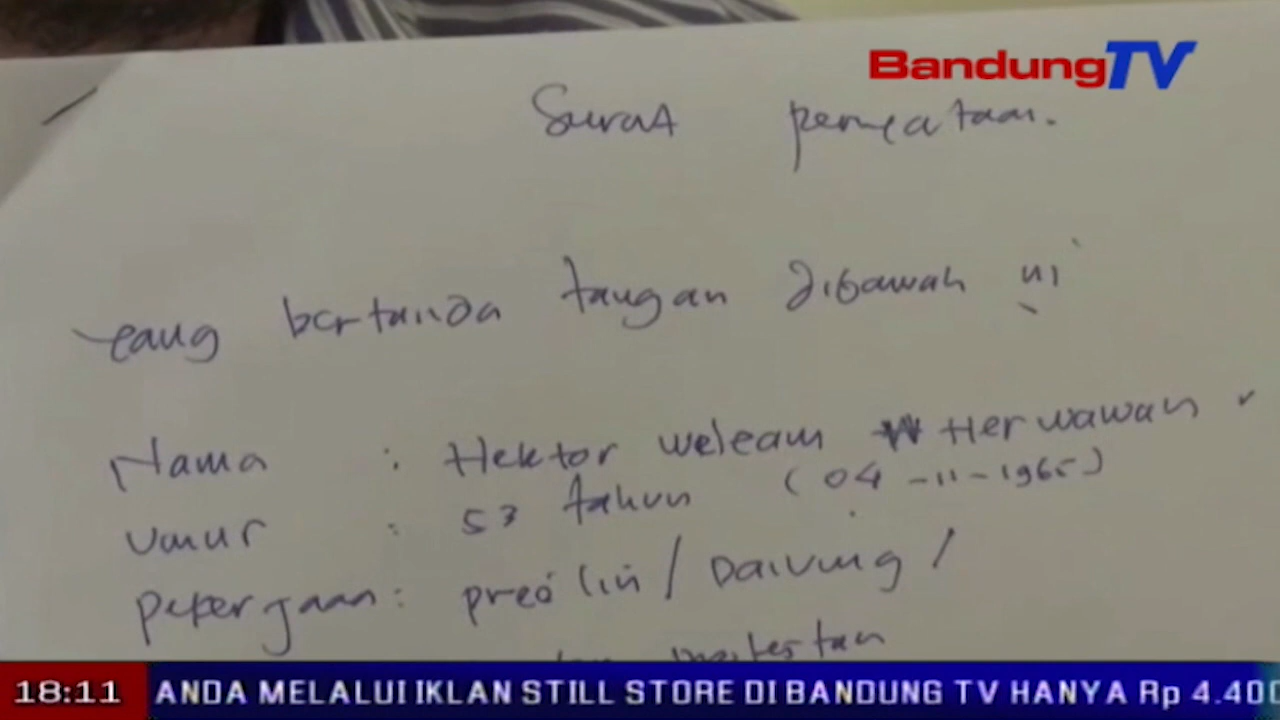 BandungTV
Surat pernyataan.
yang bertanda tangan dibawah ini
Nama : Hektor weleam Herwawan
Umur : 53 tahun (04-11-1965)
pekerjaan : preolin / Daiving /
18:11 ANDA MELALUI IKLAN STILL STORE DI BANDUNG TV HANYA Rp 4.400